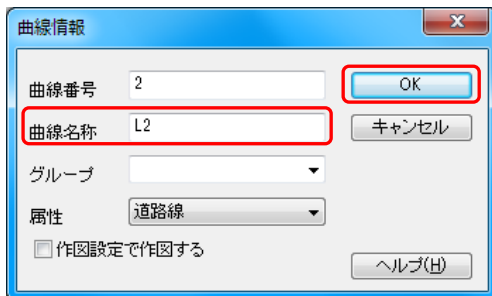 曲線情報
曲線番号 2 OK
曲線名称 L2 キャンセル
グループ
属性 道路線
作図設定で作図する
ヘルプ(H)